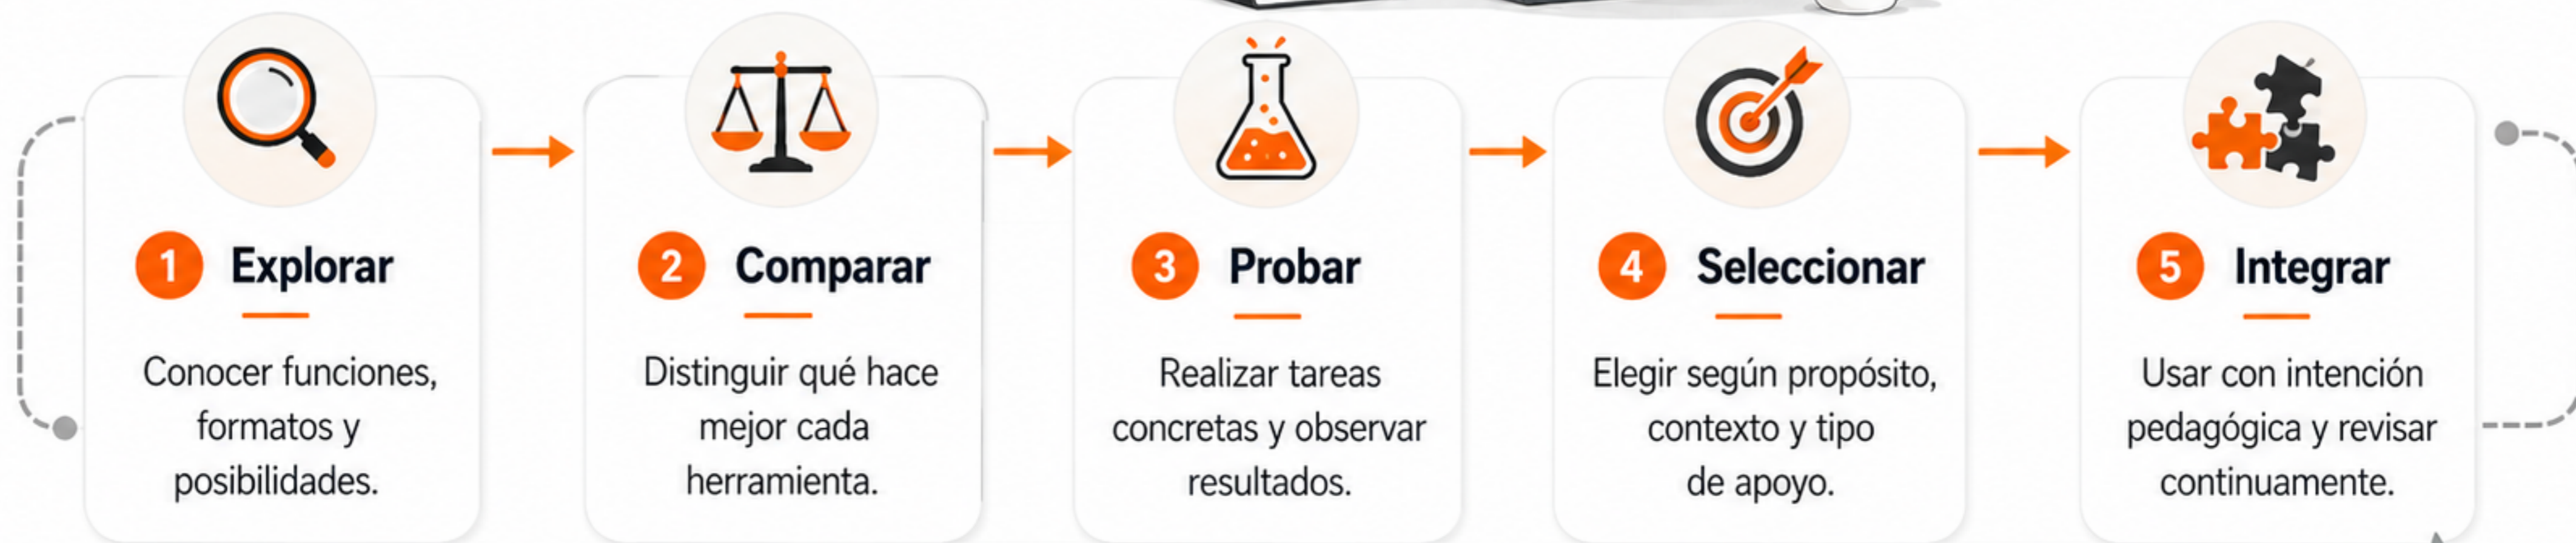 1 Explorar
Conocer funciones,
formatos y
posibilidades.
2 Comparar
Distinguir qué hace
mejor cada
herramienta.
3 Probar
Realizar tareas
concretas y observar
resultados.
4 Seleccionar
Elegir según propósito,
contexto y tipo
de apoyo.
5 Integrar
Usar con intención
pedagógica y revisar
continuamente.